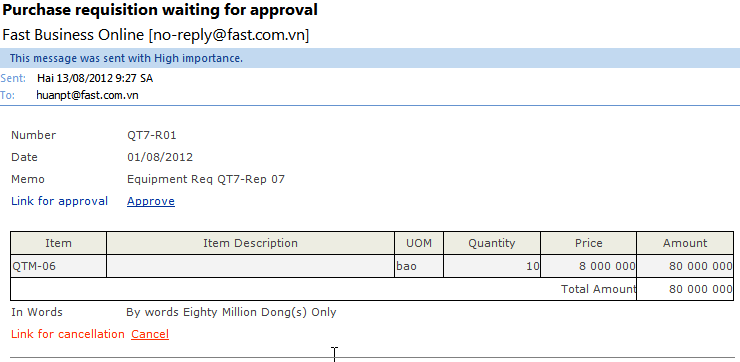 Purchase requisition waiting for approval
Fast Business Online [no-reply@fast.com.vn]
This message was sent with High importance.
Sent: Hai 13/08/2012 9:27 SA
To: huanpt@fast.com.vn
Number QT7-R01
Date 01/08/2012
Memo Equipment Req QT7-Rep 07
Link for approval Approve
Item Item Description UOM Quantity Price Amount
QTM-06 bao 10 8 000 000 80 000 000
Total Amount 80 000 000
In Words By words Eighty Million Dong(s) Only
Link for cancellation Cancel